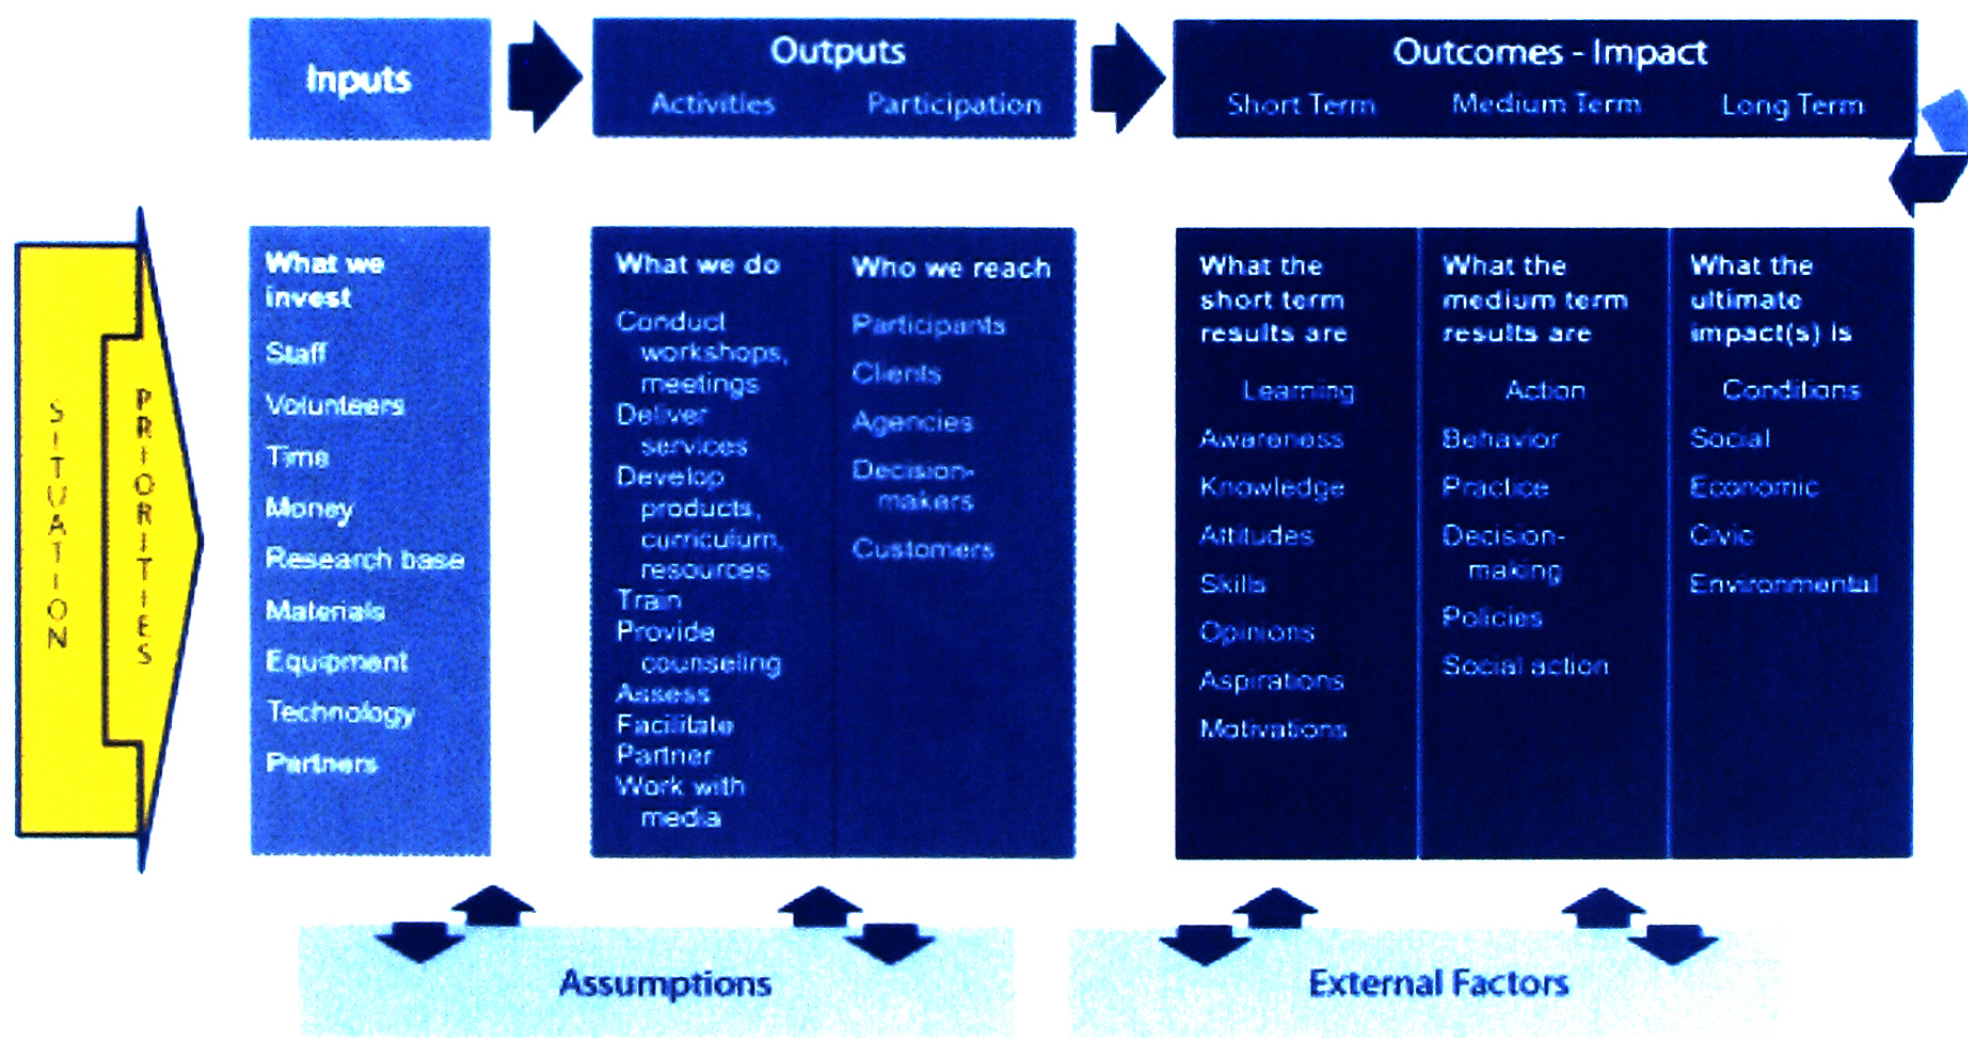 Inputs
Outputs
Activities Participation
Outcomes - Impact
Short Term Medium Term Long Term
SITUATION
PRIORITIES
What we
invest
Staff
Volunteers
Time
Money
Research base
Materials
Equipment
Technology
Partners
What we do
Conduct
workshops,
meetings
Deliver
services
Develop
products,
curriculum,
resources
Train
Provide
counseling
Assess
Facilitate
Partner
Work with
media
Who we reach
Participants
Clients
Agencies
Decision-
makers
Customers
What the
short term
results are
Learning
Awareness
Knowledge
Attitudes
Skills
Opinions
Aspirations
Motivations
What the
medium term
results are
Action
Behavior
Practice
Decision-
making
Policies
Social action
What the
ultimate
impact(s) is
Conditions
Social
Economic
Civic
Environmental
Assumptions
External Factors